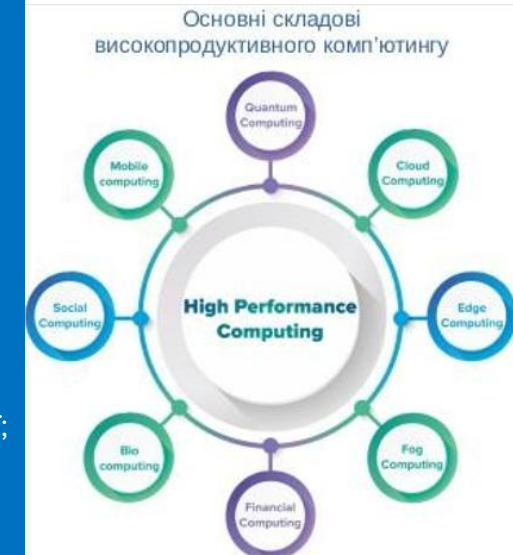 Основні складові
високопродуктивного комп'ютингу
Quantum
Computing
Cloud
Computing
Edge
Computing
Fog
Computing
Financial
Computing
Bio
computing
Social
Computing
Mobile
computing
High Performance
Computing
;